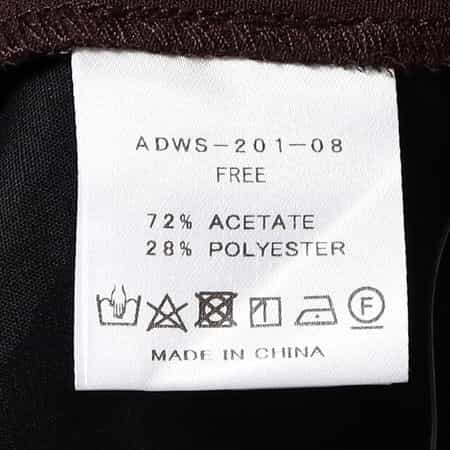 ADWS-201-08
FREE
72% ACETATE
28% POLYESTER
F
MADE IN CHINA